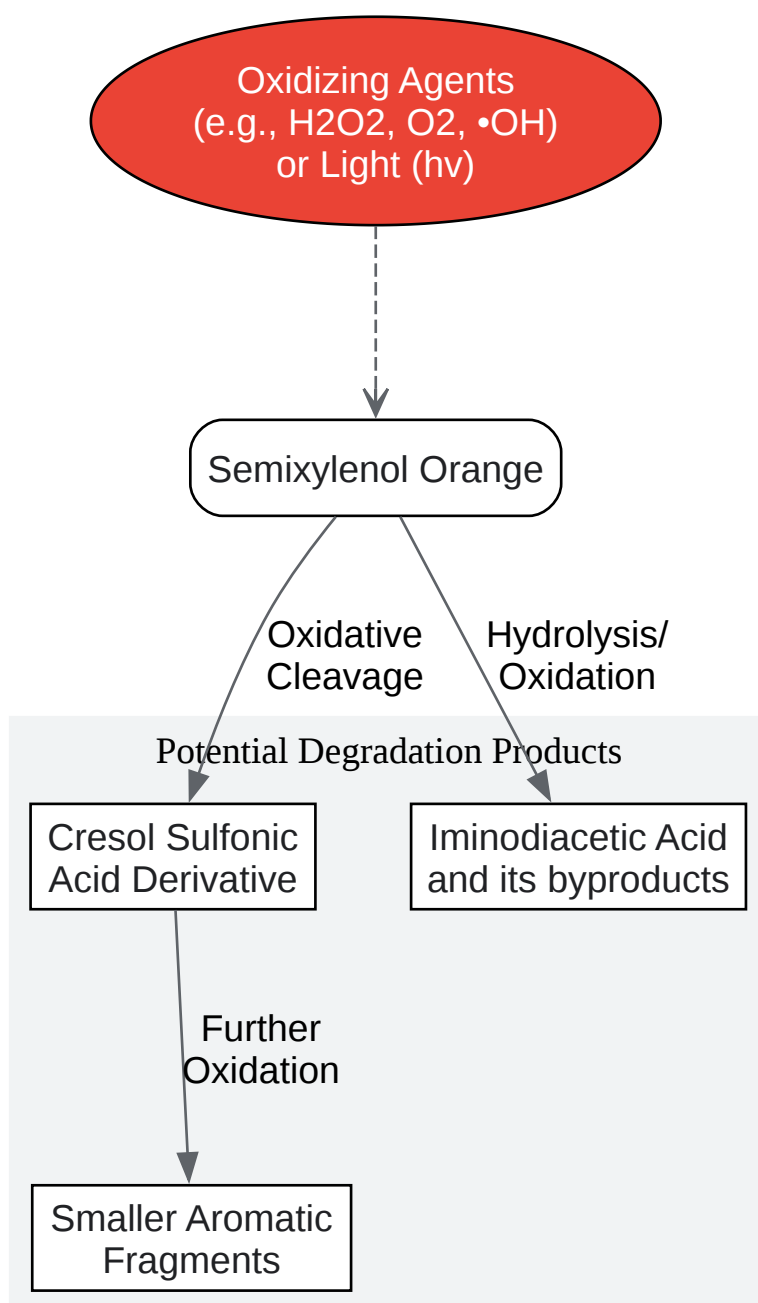 Oxidizing Agents
(e.g., H2O2, O2, •OH)
or Light (hv)
Semixylenol Orange
Oxidative
Cleavage
Hydrolysis/
Oxidation
Potential Degradation Products
Cresol Sulfonic
Acid Derivative
Iminodiacetic Acid
and its byproducts
Further
Oxidation
Smaller Aromatic
Fragments